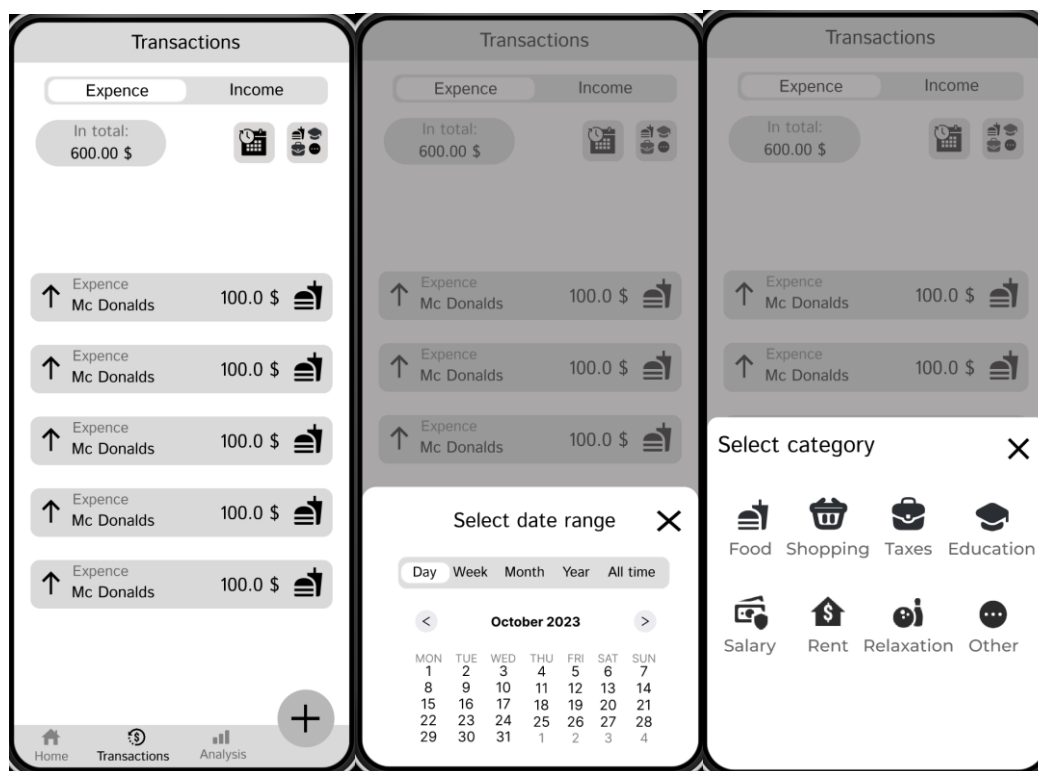 Transactions
Expence Income
In total:
600.00 $
Expence
Mc Donalds 100.0 $
Expence
Mc Donalds 100.0 $
Expence
Mc Donalds 100.0 $
Expence
Mc Donalds 100.0 $
Expence
Mc Donalds 100.0 $
+
Home Transactions Analysis
Transactions
Expence Income
In total:
600.00 $
Expence
Mc Donalds 100.0 $
Expence
Mc Donalds 100.0 $
Expence
Mc Donalds 100.0 $
Select date range
Day Week Month Year All time
< October 2023 >
MON TUE WED THU FRI SAT SUN
1 2 3 4 5 6 7
8 9 10 11 12 13 14
15 16 17 18 19 20 21
22 23 24 25 26 27 28
29 30 31 1 2 3 4
Transactions
Expence Income
In total:
600.00 $
Expence
Mc Donalds 100.0 $
Expence
Mc Donalds 100.0 $
Select category
Food Shopping Taxes Education
Salary Rent Relaxation Other